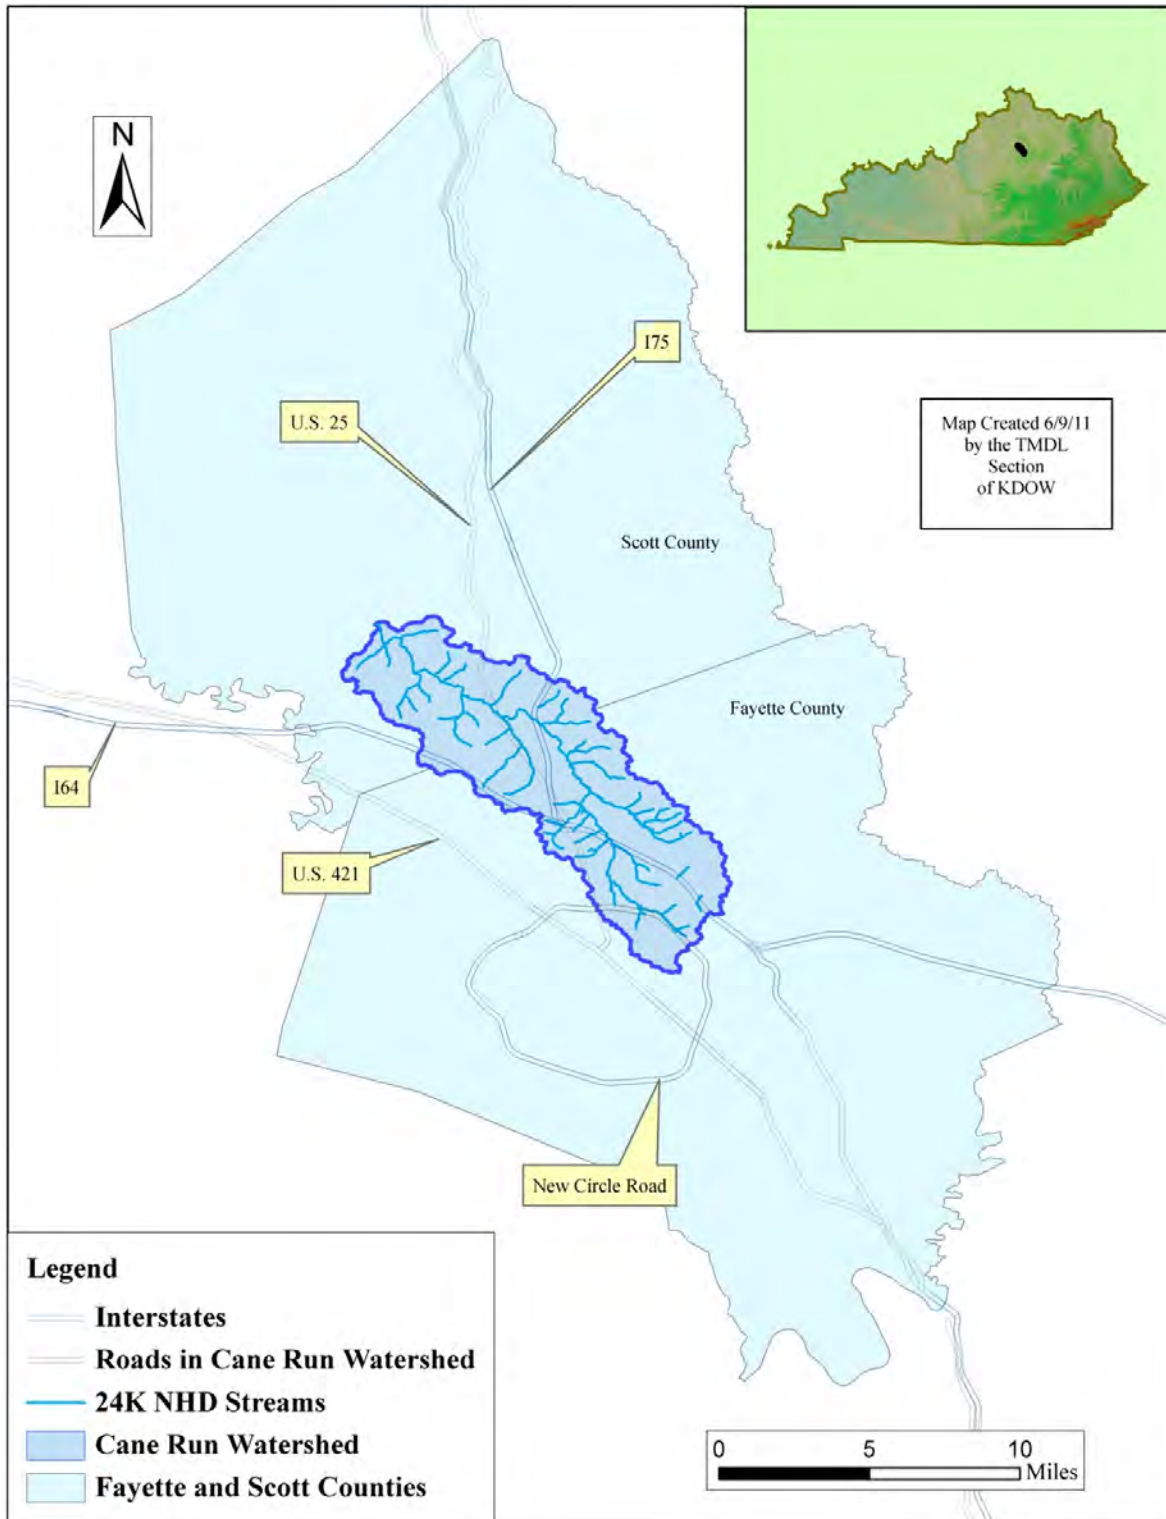 N
I75
U.S. 25
Map Created 6/9/11
by the TMDL
Section
of KDOW
Scott County
Fayette County
I64
U.S. 421
New Circle Road
Legend
Interstates
Roads in Cane Run Watershed
24K NHD Streams
Cane Run Watershed
Fayette and Scott Counties
0 5 10
Miles